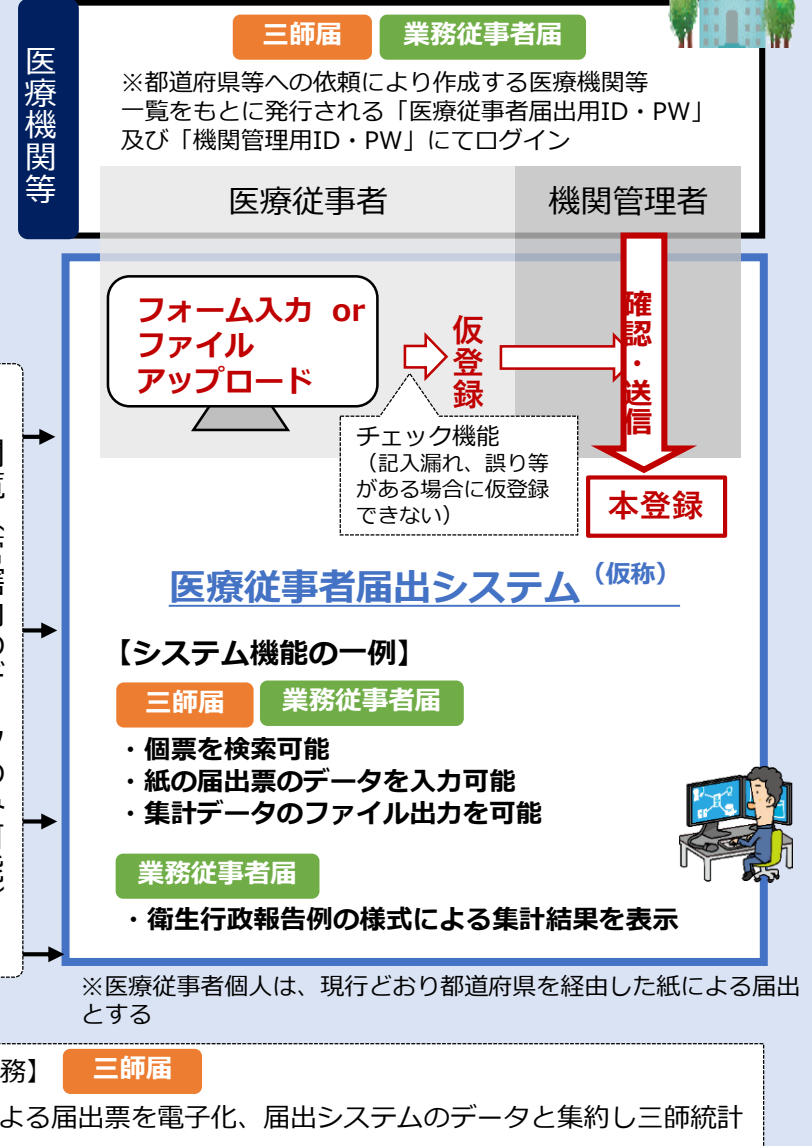 医療機関等
三師届 業務従事者届
※都道府県等への依頼により作成する医療機関等
一覧をもとに発行される「医療従事者届出用ID・PW」
及び「機関管理用ID・PW」にてログイン
医療従事者 機関管理者
フォーム入力 or
ファイル
アップロード
仮登録
確認・送信
チェック機能
（記入漏れ、誤り等
がある場合に仮登録
できない）
本登録
医療従事者届出システム（仮称）
【システム機能の一例】
三師届 業務従事者届
・個票を検索可能
・紙の届出票のデータを入力可能
・集計データのファイル出力を可能
業務従事者届
・衛生行政報告例の様式による集計結果を表示
※医療従事者個人は、現行どおり都道府県を経由した紙による届出
とする
務】 三師届
よる届出票を電子化、届出システムのデータと集約し三師統計